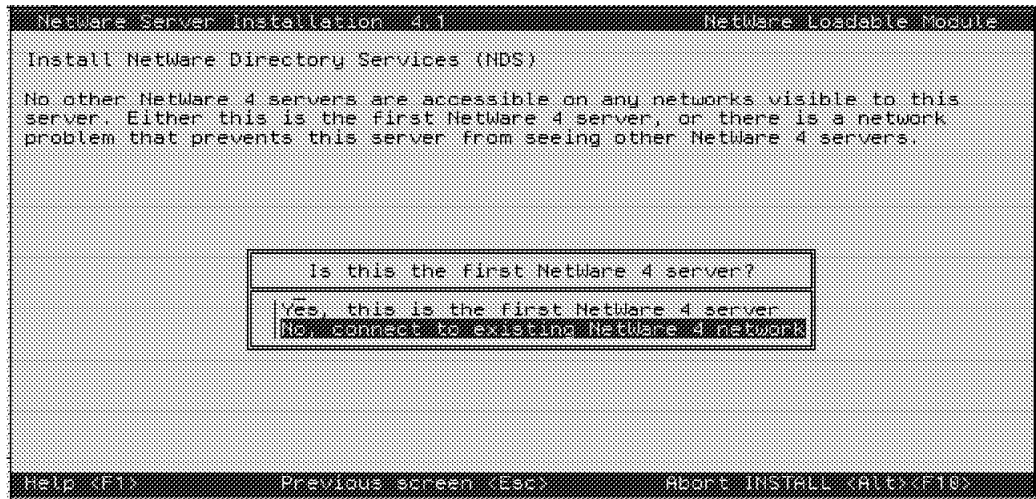 NetWare Server Installation 4.1 NetWare Loadable Module
Install NetWare Directory Services (NDS)
No other NetWare 4 servers are accessible on any networks visible to this
server. Either this is the first NetWare 4 server, or there is a network
problem that prevents this server from seeing other NetWare 4 servers.
Is this the first NetWare 4 server?
Yes, this is the first NetWare 4 server
No, connect to existing NetWare 4 network
Help <F1> Previous screen <Esc> Abort INSTALL <Alt><F10>